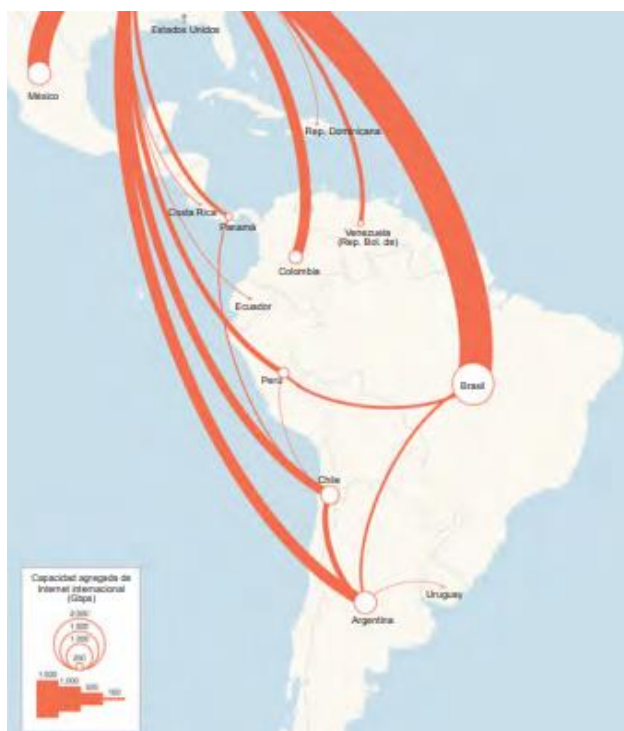 Estados Unidos
México
Rep. Dominicana
Costa Rica
Panamá
Venezuela
(Rep. Bol. de)
Colombia
Ecuador
Perú
Brasil
Chile
Uruguay
Argentina
Capacidad agregada de
Internet internacional
(Gbps)
2.000
1.500
1.000
200
1.500
1.000
500
100